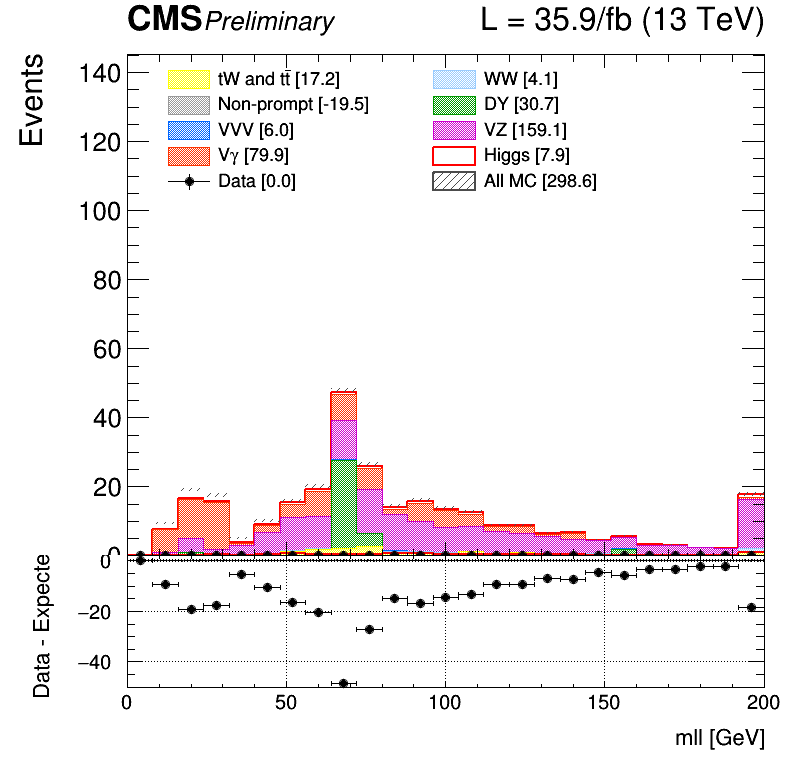 CMS Preliminary L = 35.9/fb (13 TeV)
Events
140
120
100
80
60
40
20
0
tW and tt̄ [17.2]
Non-prompt [-19.5]
VVV [6.0]
Vγ [79.9]
Data [0.0]
WW [4.1]
DY [30.7]
VZ [159.1]
Higgs [7.9]
All MC [298.6]
Data - Expecte
0
−20
−40
0 50 100 150 200
mll [GeV]